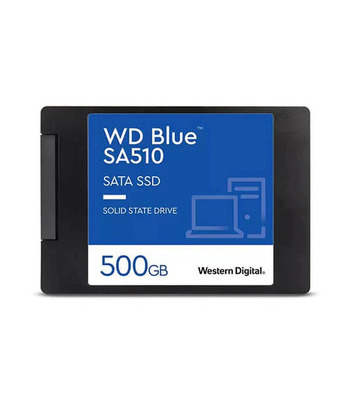 WD Blue™
SA510
SATA SSD
SOLID STATE DRIVE
500GB
Western Digital®